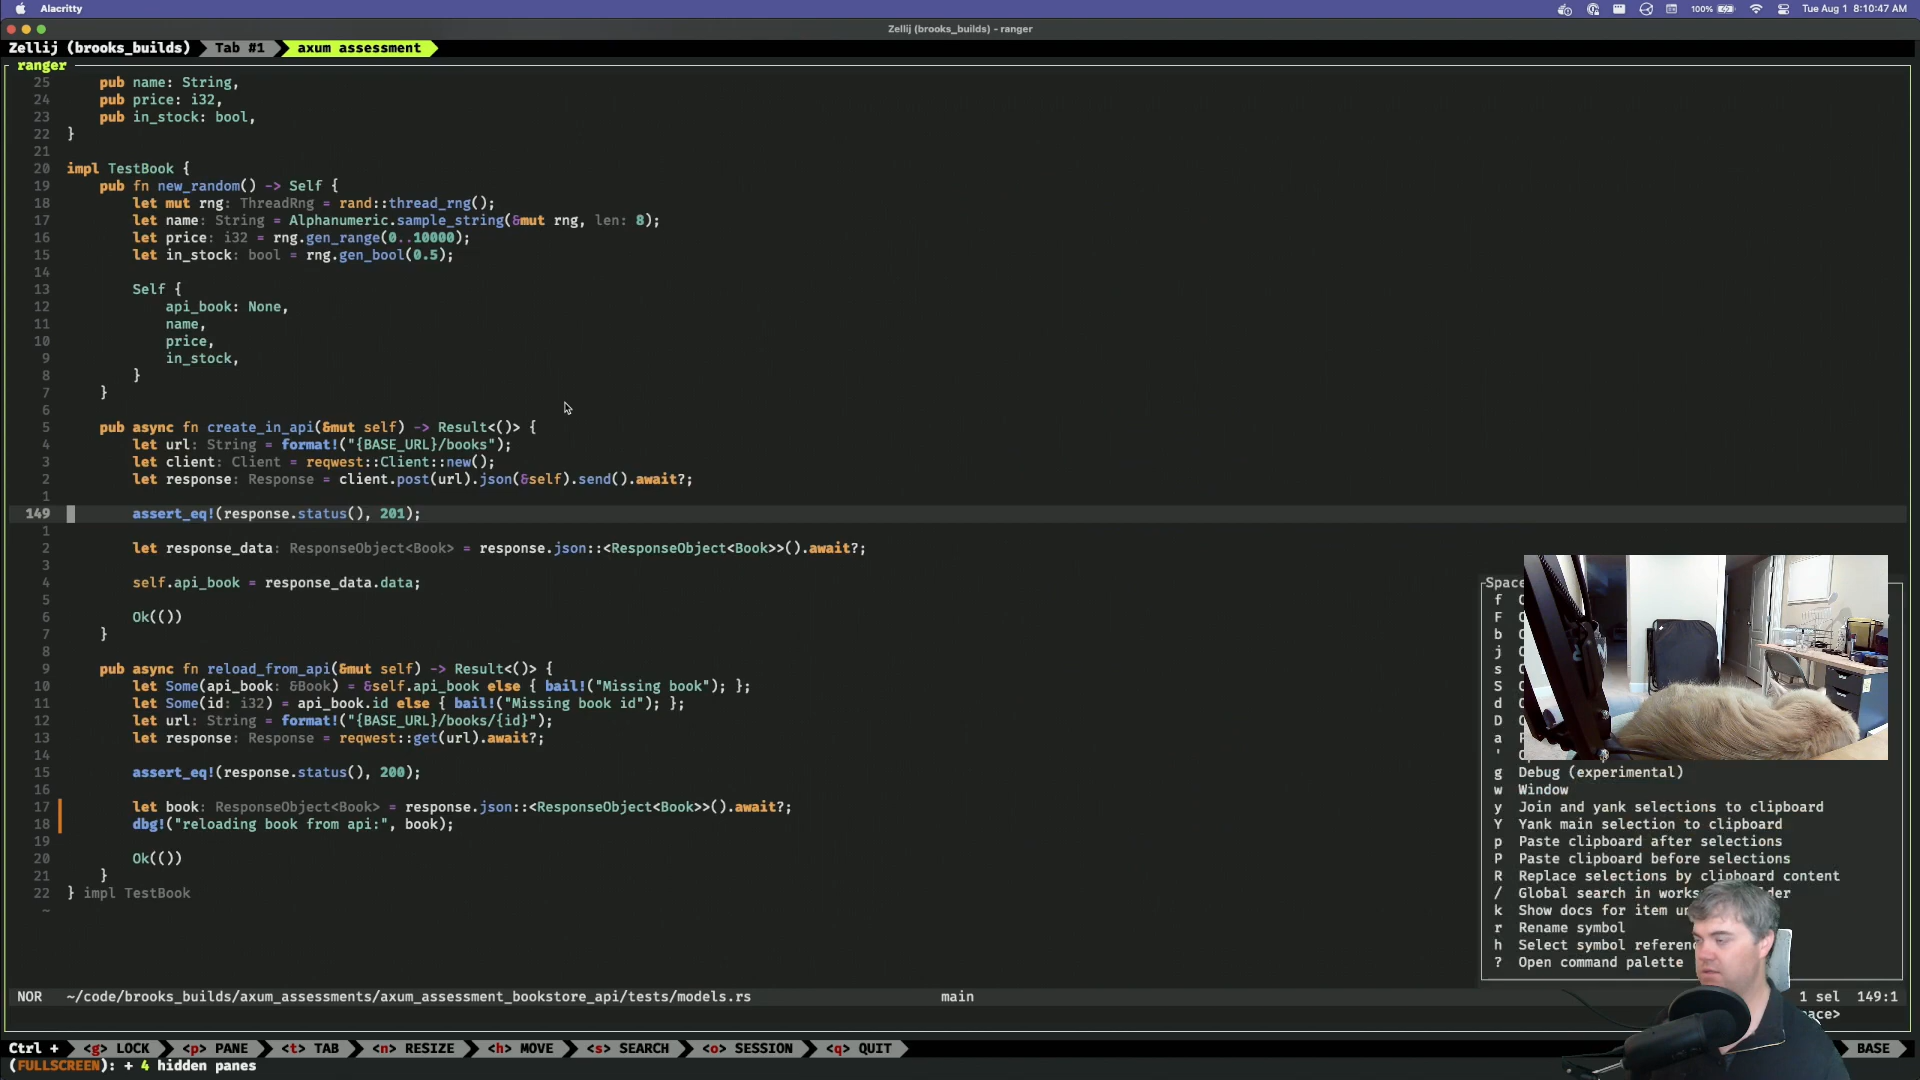 Alacritty
100%
Tue Aug 1 8:10:47 AM
Zellij (brooks_builds) - ranger
Zellij (brooks_builds) Tab #1 axum assessment
ranger
25 pub name: String,
24 pub price: i32,
23 pub in_stock: bool,
22 }
21
20 impl TestBook {
19 pub fn new_random() -> Self {
18 let mut rng: ThreadRng = rand::thread_rng();
17 let name: String = Alphanumeric.sample_string(&mut rng, len: 8);
16 let price: i32 = rng.gen_range(0..10000);
15 let in_stock: bool = rng.gen_bool(0.5);
14
13 Self {
12 api_book: None,
11 name,
10 price,
9 in_stock,
8 }
7 }
6
5 pub async fn create_in_api(&mut self) -> Result<()> {
4 let url: String = format!("{BASE_URL}/books");
3 let client: Client = reqwest::Client::new();
2 let response: Response = client.post(url).json(&self).send().await?;
1
149 assert_eq!(response.status(), 201);
1
2 let response_data: ResponseObject<Book> = response.json::<ResponseObject<Book>>().await?;
3
4 self.api_book = response_data.data;
5
6 Ok(())
7 }
8
9 pub async fn reload_from_api(&mut self) -> Result<()> {
10 let Some(api_book: &Book) = &self.api_book else { bail!("Missing book"); };
11 let Some(id: i32) = api_book.id else { bail!("Missing book id"); };
12 let url: String = format!("{BASE_URL}/books/{id}");
13 let response: Response = reqwest::get(url).await?;
14
15 assert_eq!(response.status(), 200);
16
17 let book: ResponseObject<Book> = response.json::<ResponseObject<Book>>().await?;
18 dbg!("reloading book from api:", book);
19
20 Ok(())
21 }
22 } impl TestBook
~
Space
f
F
b
j
s
S
d
D
a
'
g Debug (experimental)
w Window
y Join and yank selections to clipboard
Y Yank main selection to clipboard
p Paste clipboard after selections
P Paste clipboard before selections
R Replace selections by clipboard content
/ Global search in
k Show docs for item
r Rename symbol
h Select symbol
? Open command palette
NOR ~/code/brooks_builds/axum_assessments/axum_assessment_bookstore_api/tests/models.rs main 1 sel 149:1
Ctrl + <g> LOCK <p> PANE <t> TAB <n> RESIZE <h> MOVE <s> SEARCH <o> SESSION <q> QUIT BASE
(FULLSCREEN): + 4 hidden panes